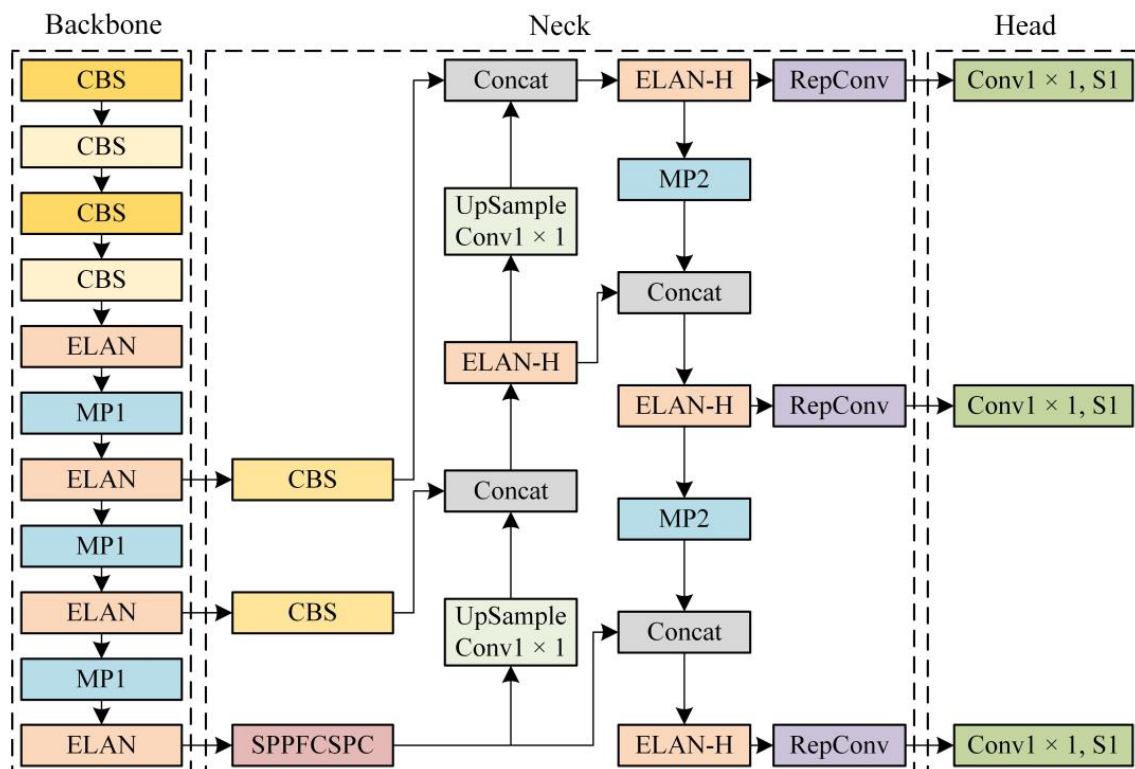 Backbone
Neck
Head
CBS
CBS
CBS
CBS
ELAN
MP1
ELAN
MP1
ELAN
MP1
ELAN
CBS
CBS
SPPFCSPC
Concat
UpSample
Conv1 × 1
ELAN-H
Concat
UpSample
Conv1 × 1
ELAN-H
MP2
Concat
ELAN-H
MP2
Concat
ELAN-H
RepConv
RepConv
RepConv
Conv1 × 1, S1
Conv1 × 1, S1
Conv1 × 1, S1